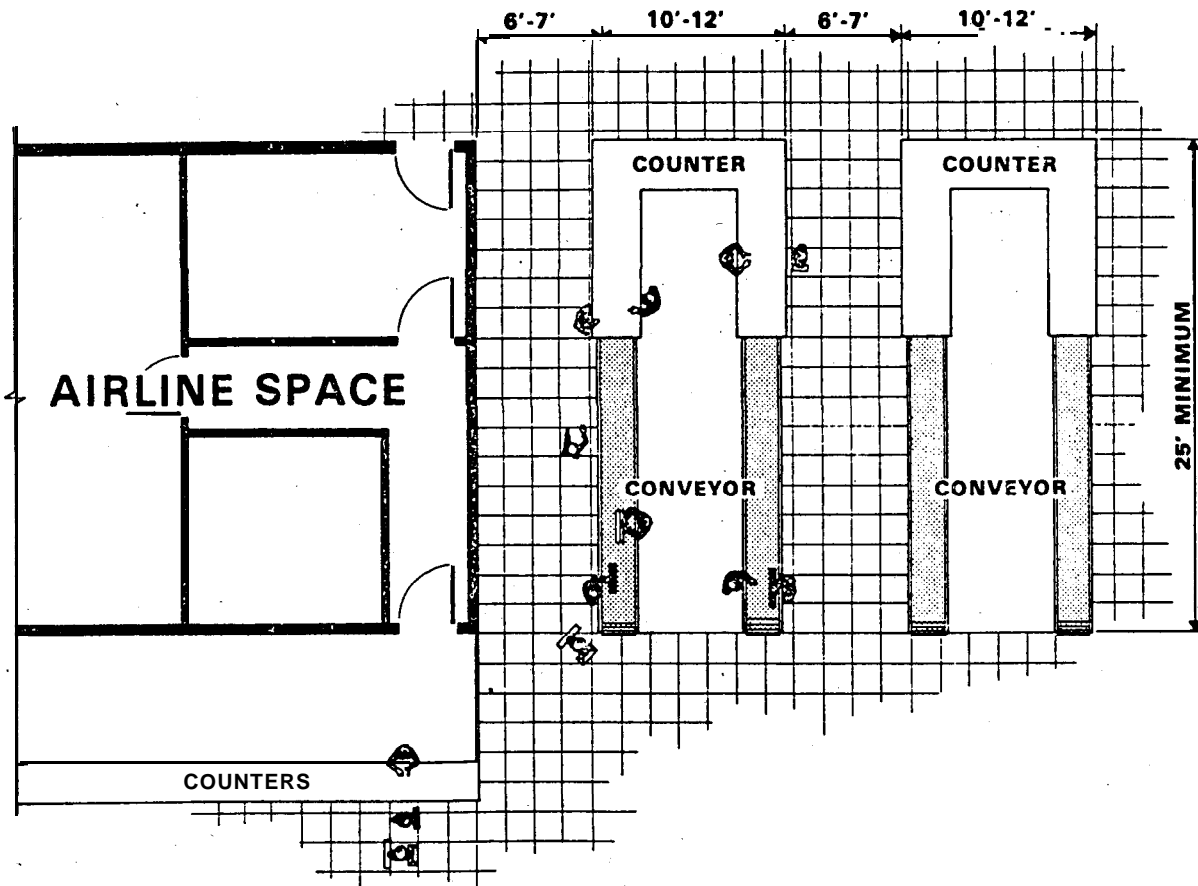 6'-7' 10'-12' 6'-7' 10'-12'
COUNTER COUNTER
AIRLINE SPACE
25' MINIMUM
CONVEYOR CONVEYOR
COUNTERS